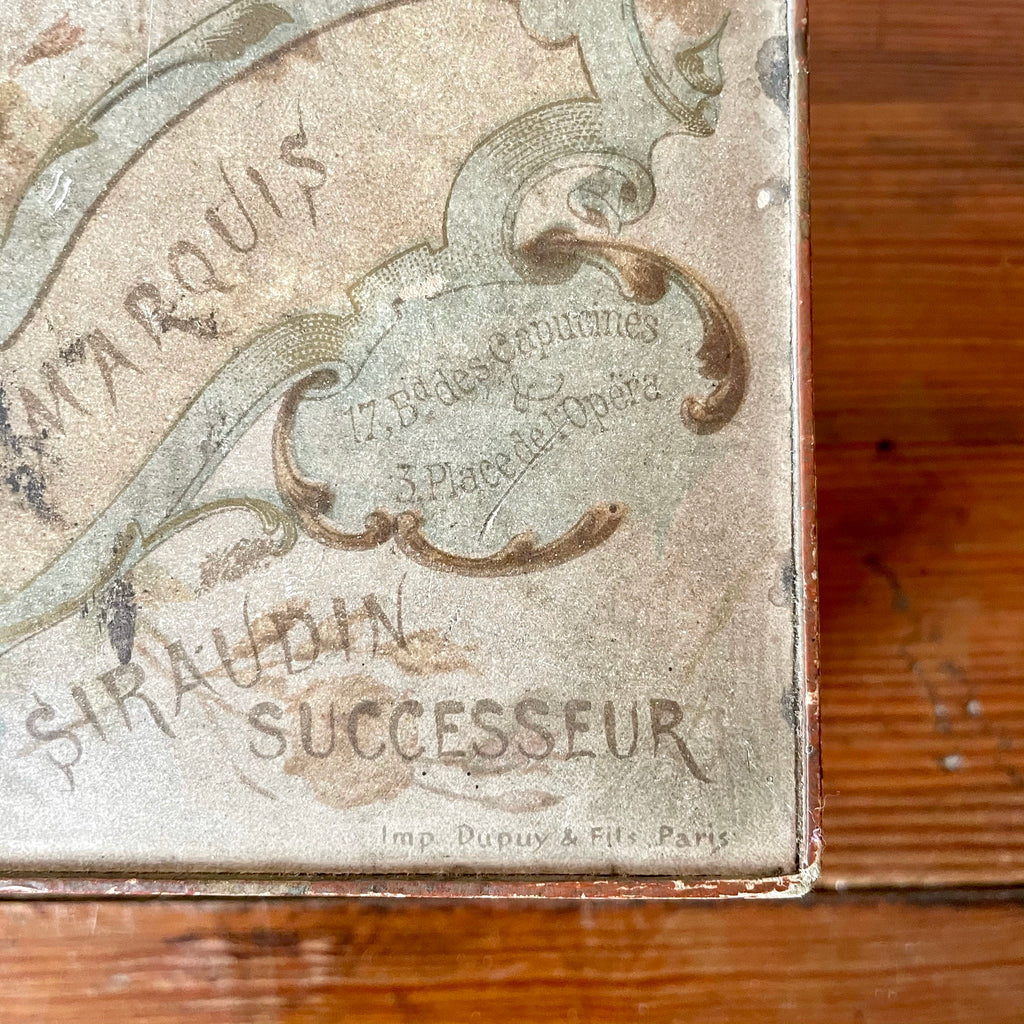 MARQUIS
17, Bd des Capucines
&
3, Place de l'Opéra
SIRAUDIN
SUCCESSEUR
Imp. Dupuy & Fils Paris